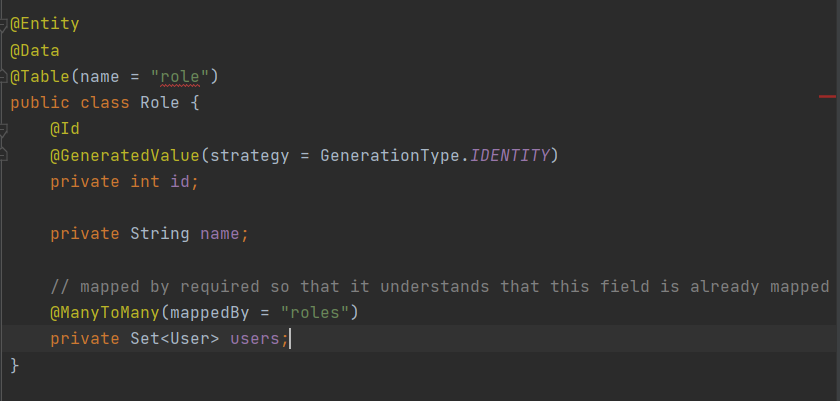 @Entity
@Data
@Table(name = "role")
public class Role {
    @Id
    @GeneratedValue(strategy = GenerationType.IDENTITY)
    private int id;
    private String name;
    // mapped by required so that it understands that this field is already mapped
    @ManyToMany(mappedBy = "roles")
    private Set<User> users;
}